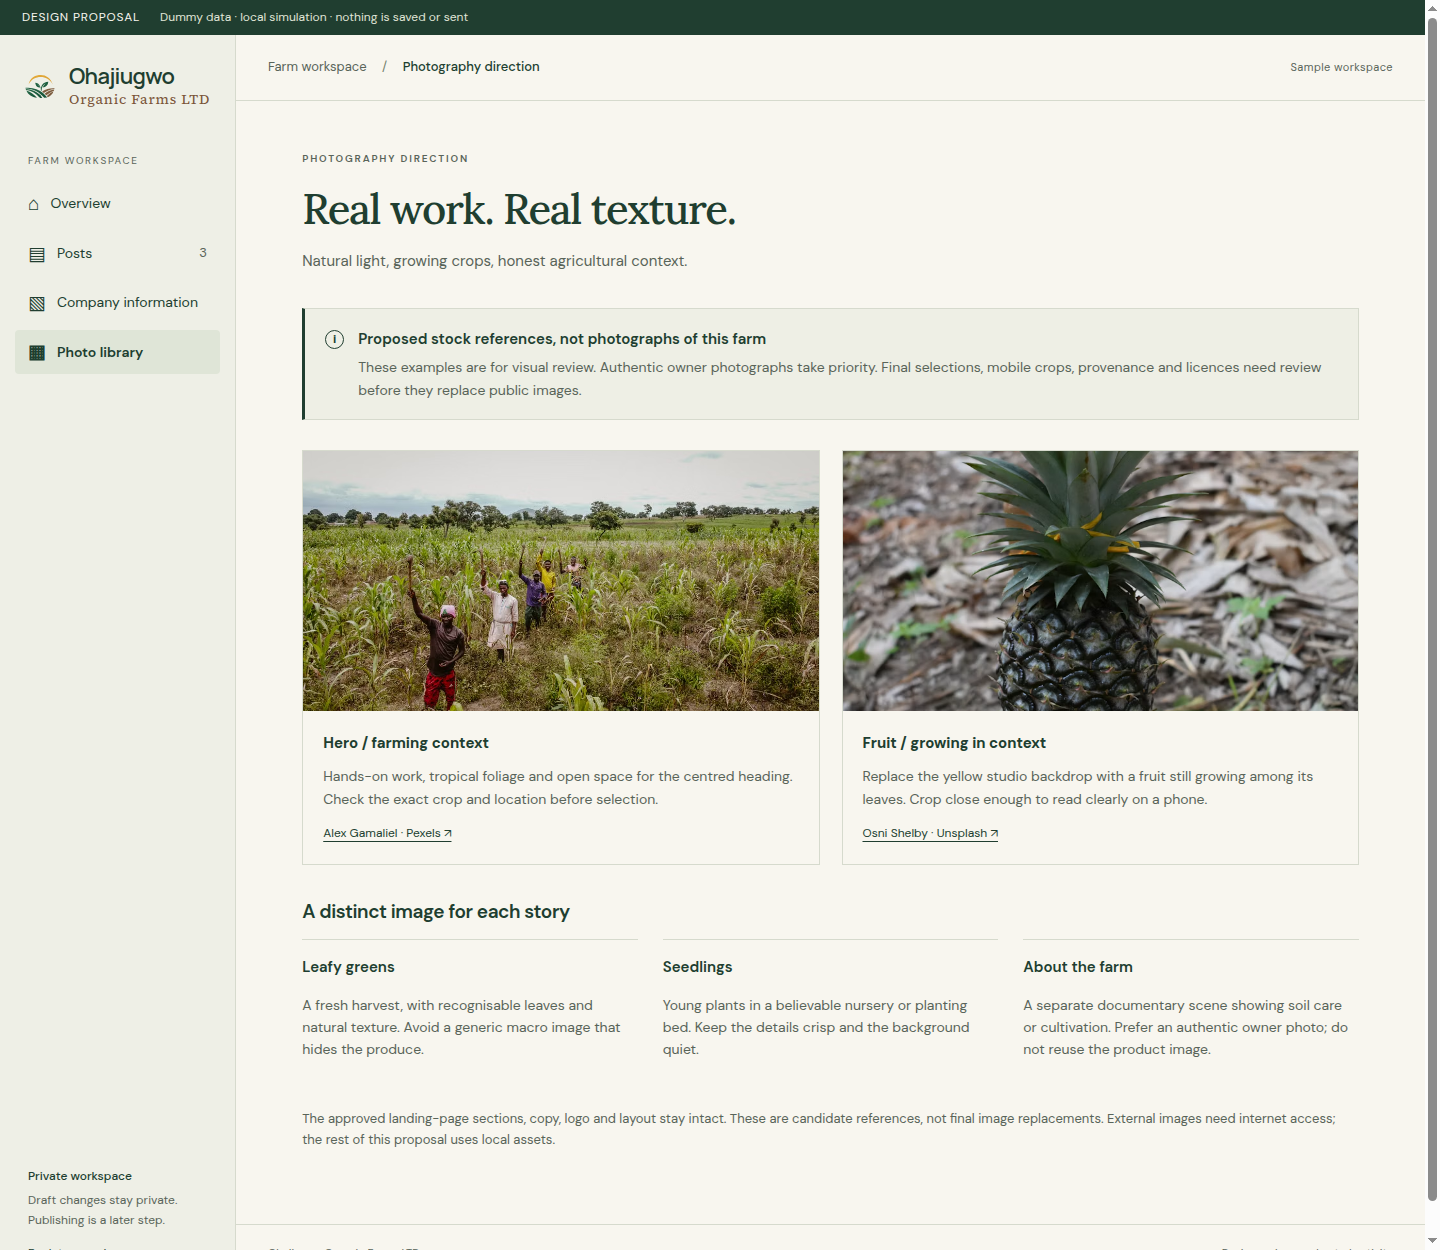 DESIGN PROPOSAL Dummy data · local simulation · nothing is saved or sent
Ohajiugwo
Organic Farms LTD
Farm workspace / Photography direction
Sample workspace
FARM WORKSPACE
Overview
Posts 3
Company information
Photo library
PHOTOGRAPHY DIRECTION
Real work. Real texture.
Natural light, growing crops, honest agricultural context.
Proposed stock references, not photographs of this farm
These examples are for visual review. Authentic owner photographs take priority. Final selections, mobile crops, provenance and licences need review
before they replace public images.
Hero / farming context
Hands-on work, tropical foliage and open space for the centred heading.
Check the exact crop and location before selection.
Alex Gamaliel · Pexels ↗
Fruit / growing in context
Replace the yellow studio backdrop with a fruit still growing among its
leaves. Crop close enough to read clearly on a phone.
Osni Shelby · Unsplash ↗
A distinct image for each story
Leafy greens
A fresh harvest, with recognisable leaves and
natural texture. Avoid a generic macro image that
hides the produce.
Seedlings
Young plants in a believable nursery or planting
bed. Keep the details crisp and the background
quiet.
About the farm
A separate documentary scene showing soil care
or cultivation. Prefer an authentic owner photo; do
not reuse the product image.
The approved landing-page sections, copy, logo and layout stay intact. These are candidate references, not final image replacements. External images need internet access;
the rest of this proposal uses local assets.
Private workspace
Draft changes stay private.
Publishing is a later step.